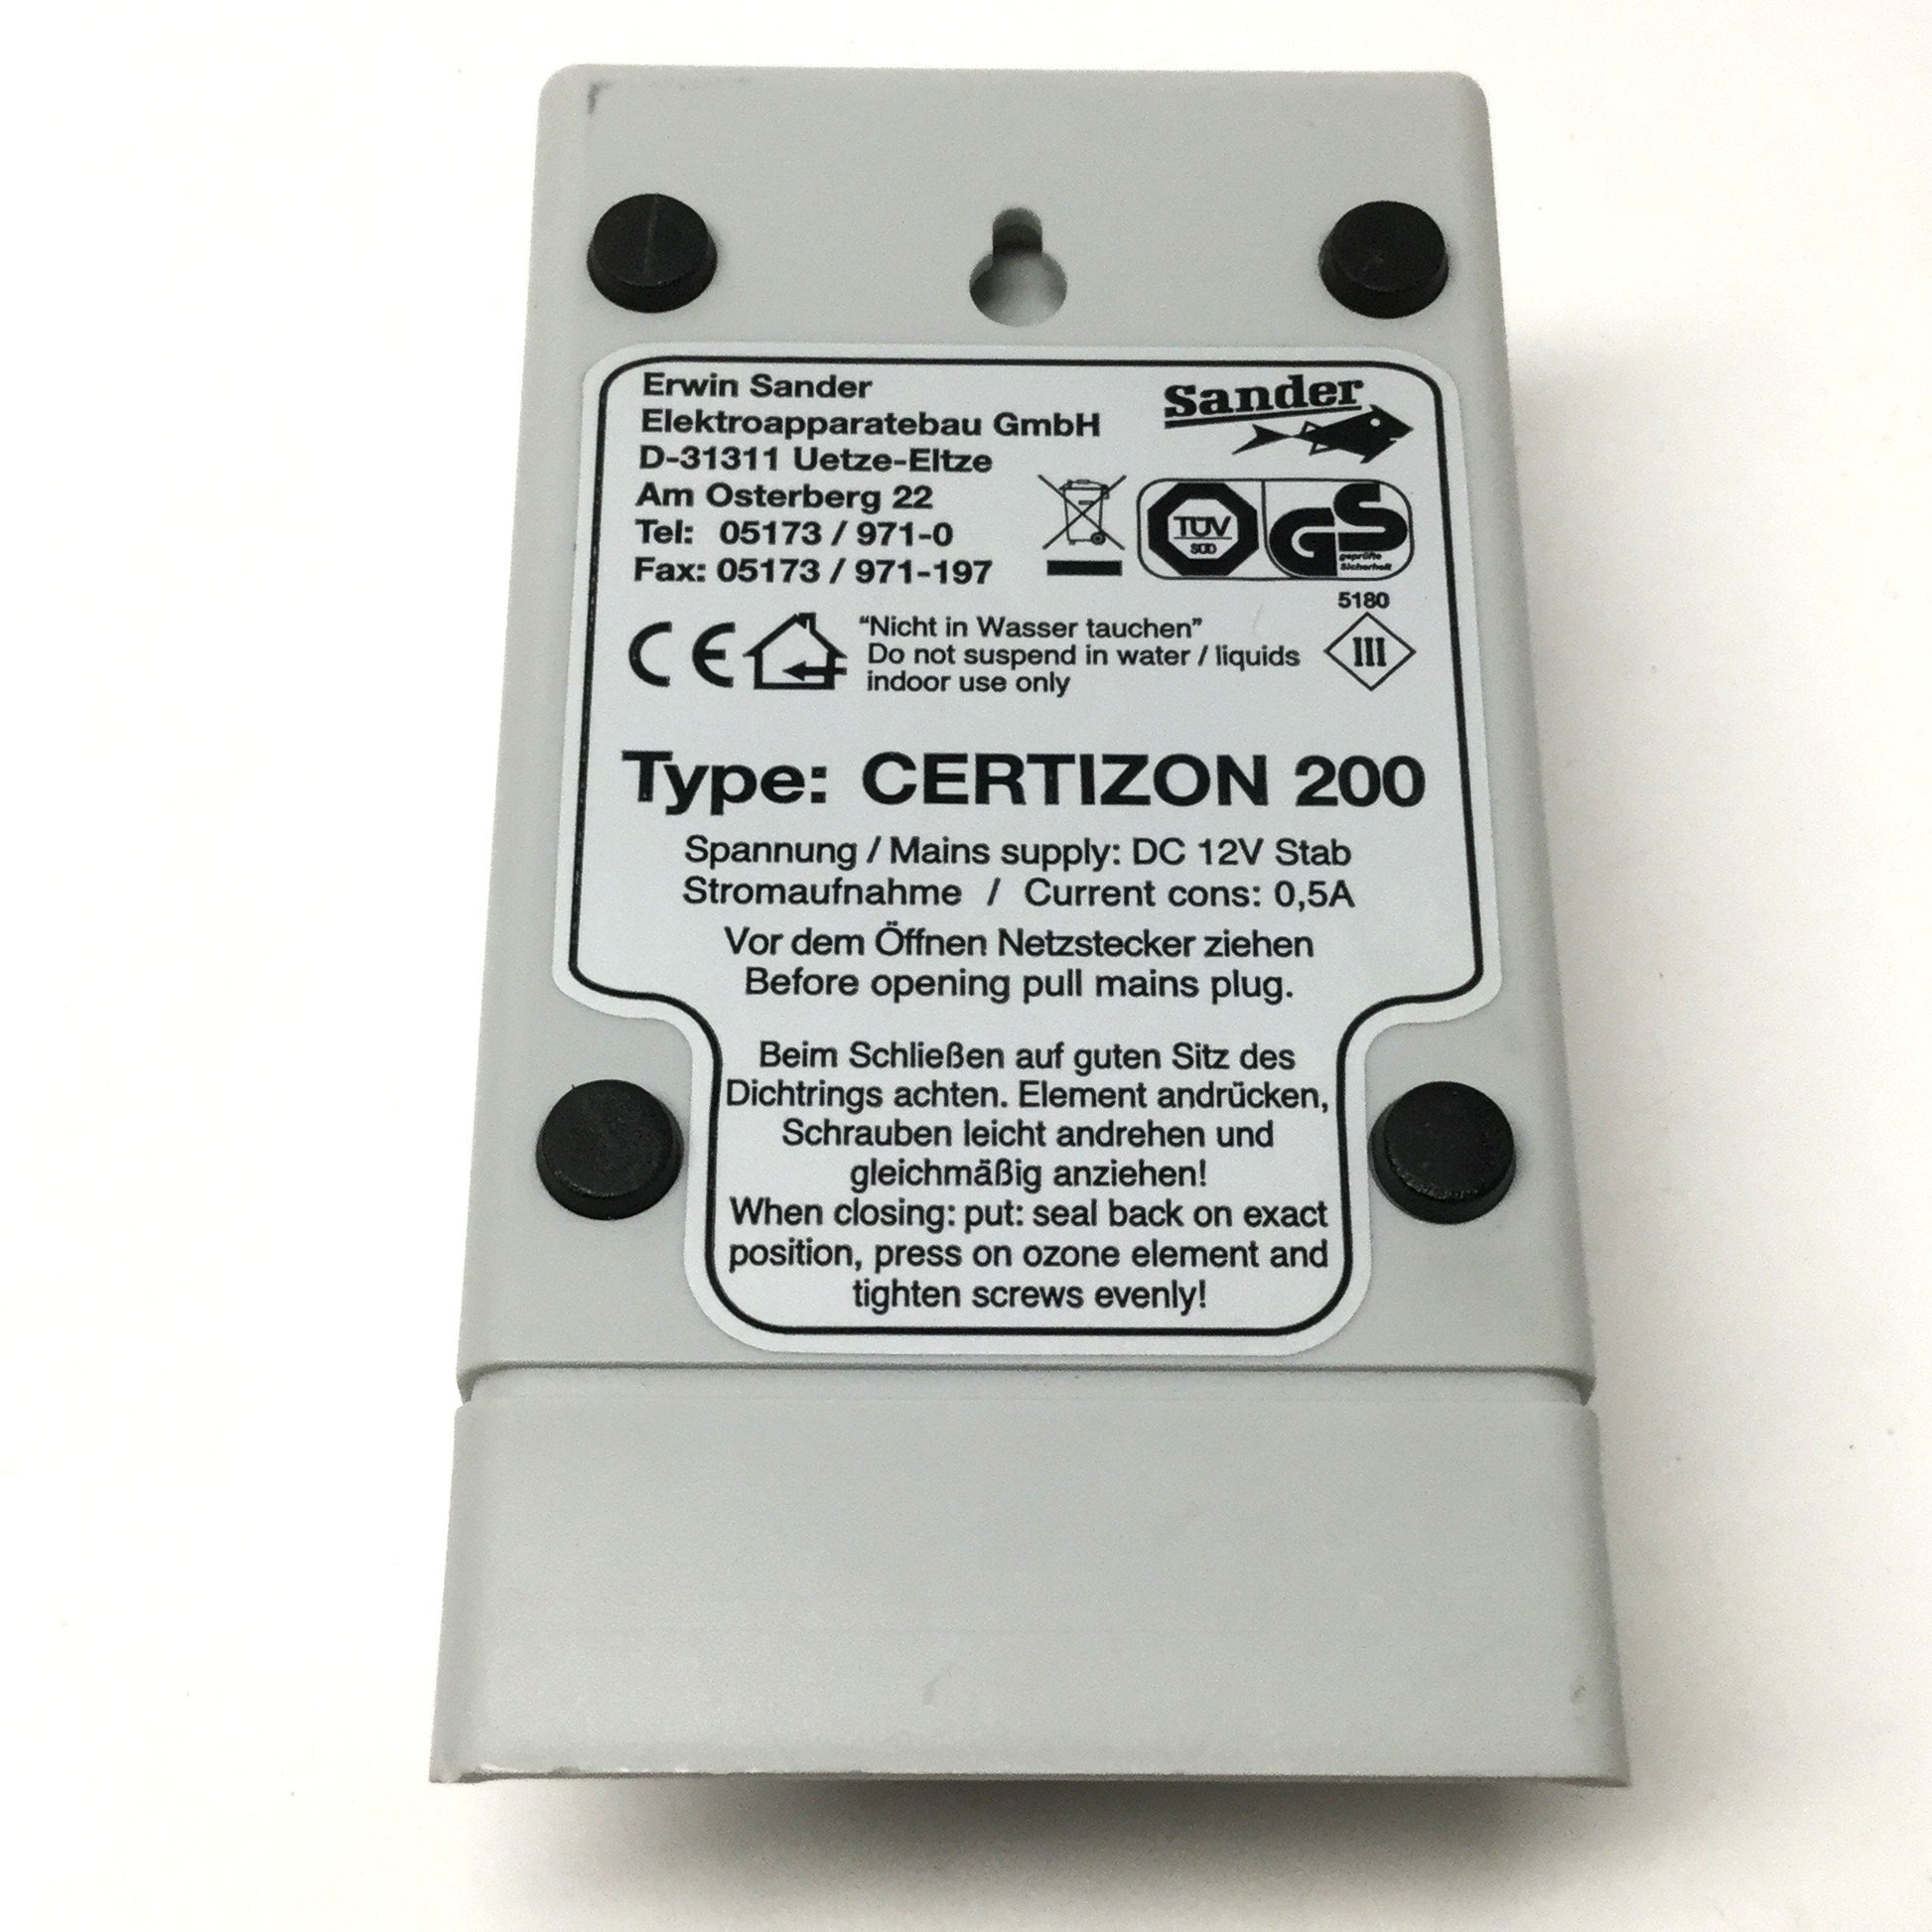 Erwin Sander
Elektroapparatebau GmbH
D-31311 Uetze-Eltze
Am Osterberg 22
Tel: 05173 / 971-0
Fax: 05173 / 971-197
Sander
TÜV
SÜD
GS
geprüfte
Sicherheit
5180
CE
"Nicht in Wasser tauchen"
Do not suspend in water / liquids
indoor use only
III
Type: CERTIZON 200
Spannung / Mains supply: DC 12V Stab
Stromaufnahme / Current cons: 0,5A
Vor dem Öffnen Netzstecker ziehen
Before opening pull mains plug.
Beim Schließen auf guten Sitz des
Dichtrings achten. Element andrücken,
Schrauben leicht andrehen und
gleichmäßig anziehen!
When closing: put: seal back on exact
position, press on ozone element and
tighten screws evenly!